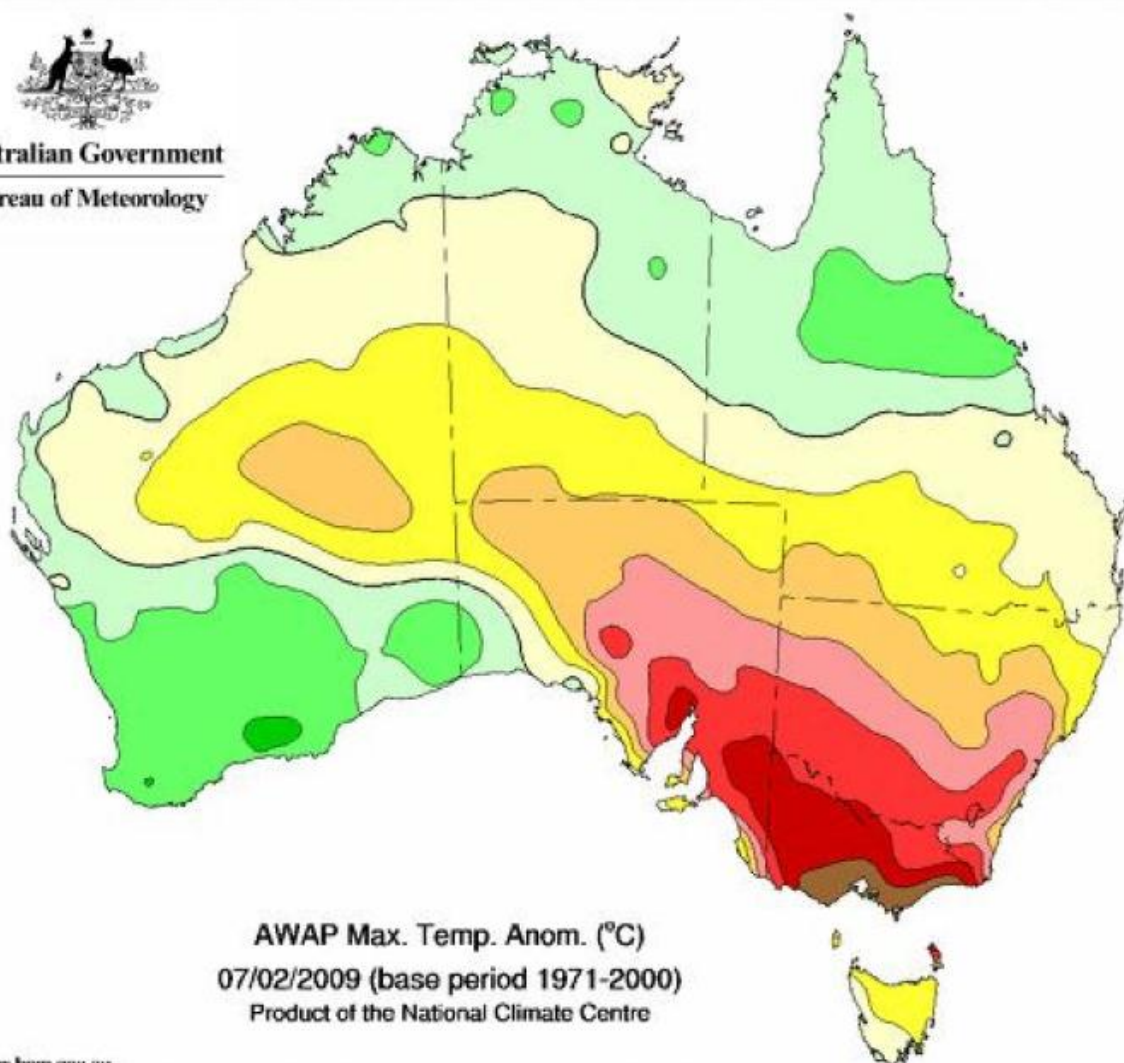 tralian Government
reau of Meteorology
AWAP Max. Temp. Anom. (°C)
07/02/2009 (base period 1971-2000)
Product of the National Climate Centre